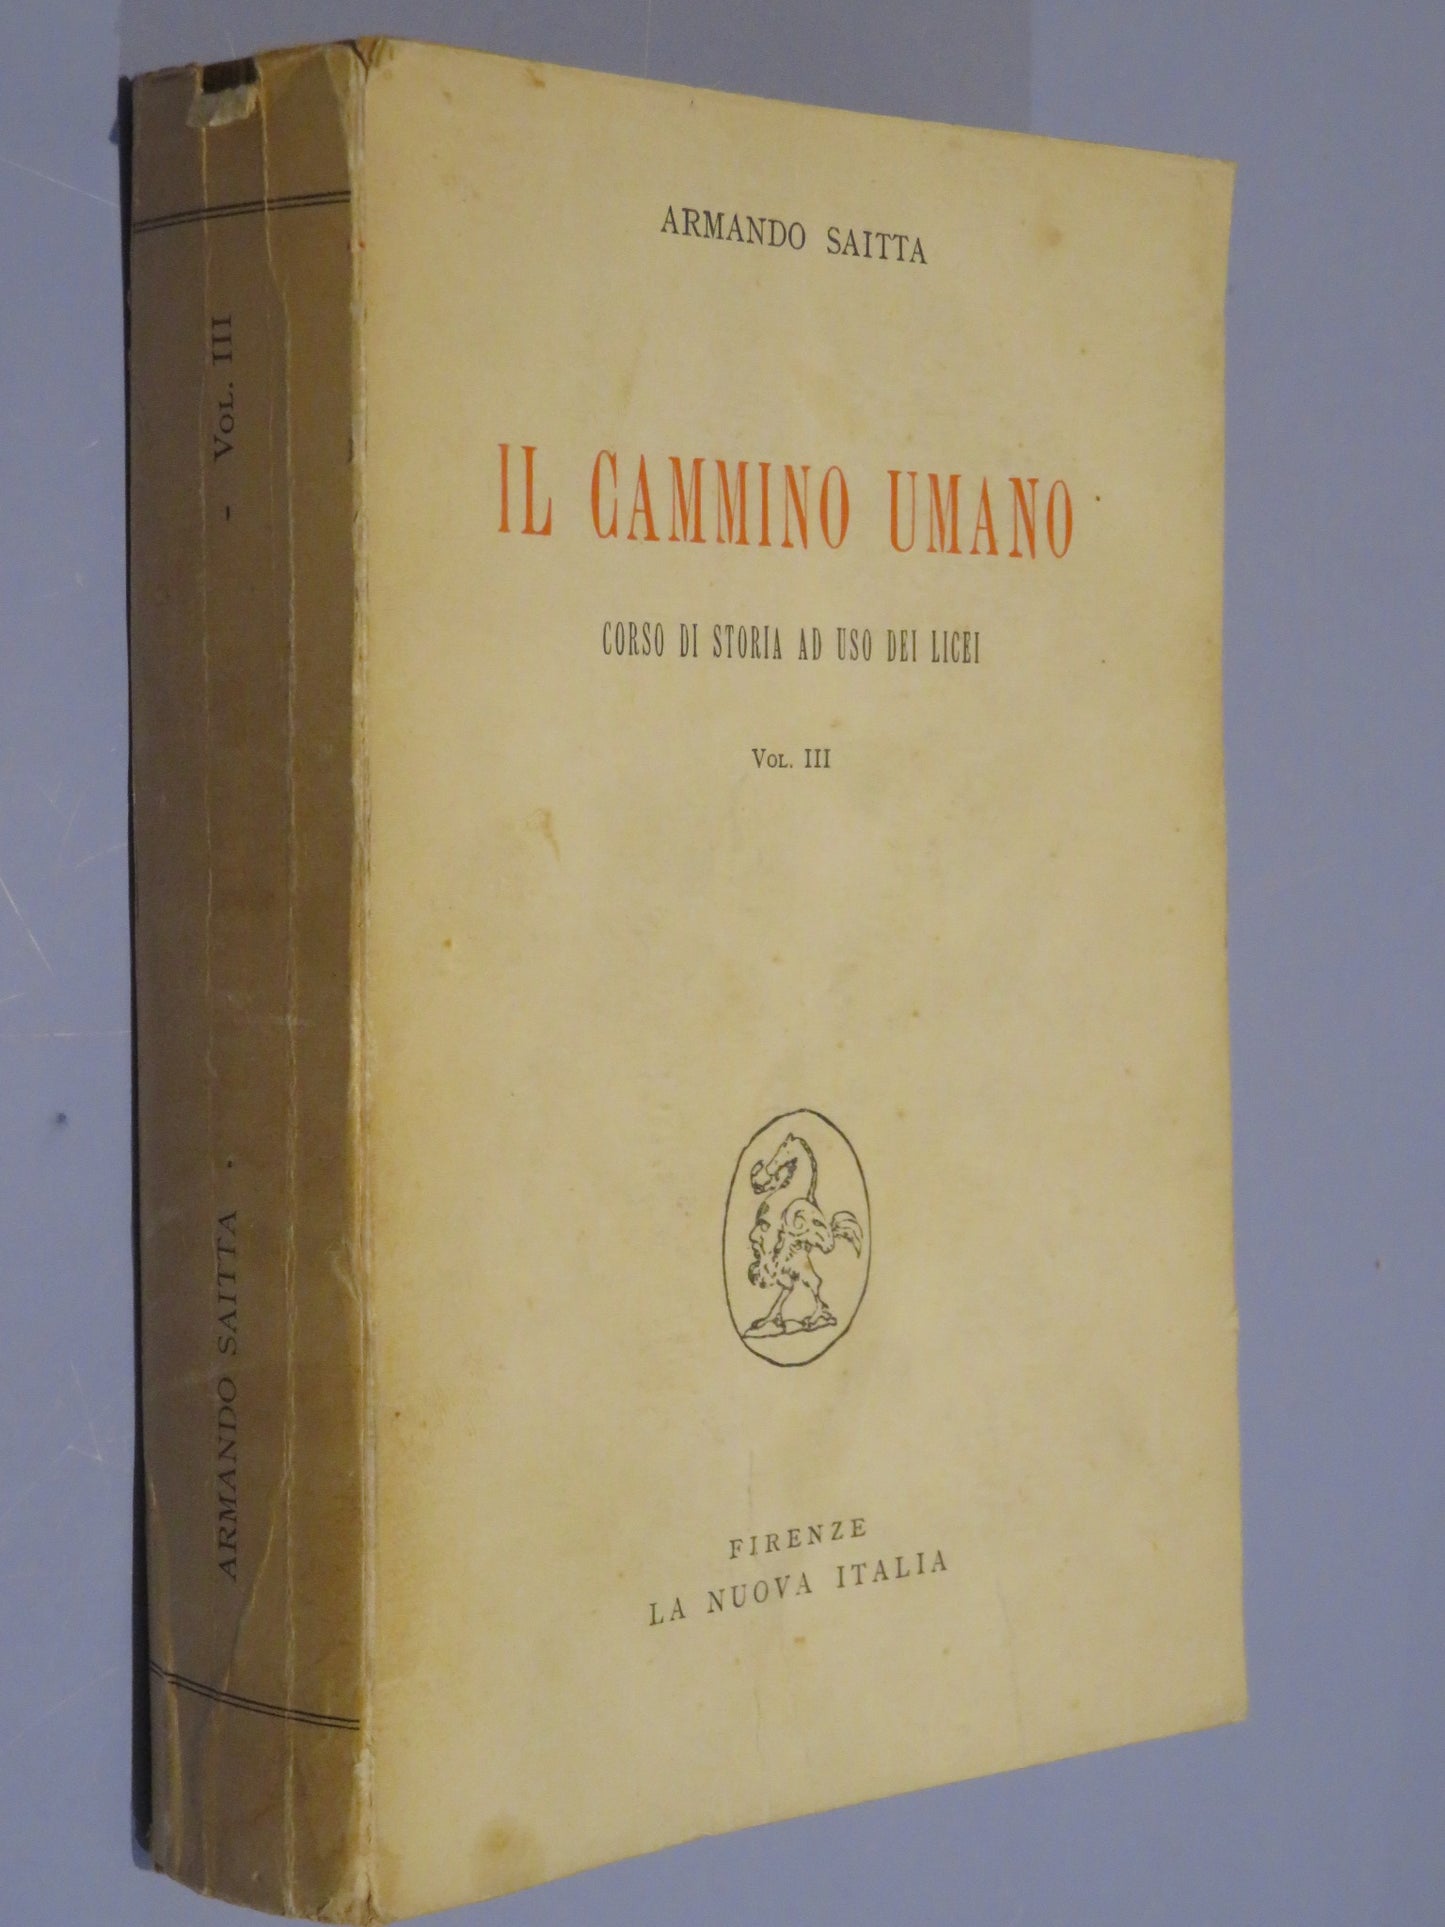 ARMANDO SAITTA
IL CAMMINO UMANO
CORSO DI STORIA AD USO DEI LICEI
VOL. III
FIRENZE
LA NUOVA ITALIA
ARMANDO SAITTA - VOL. III